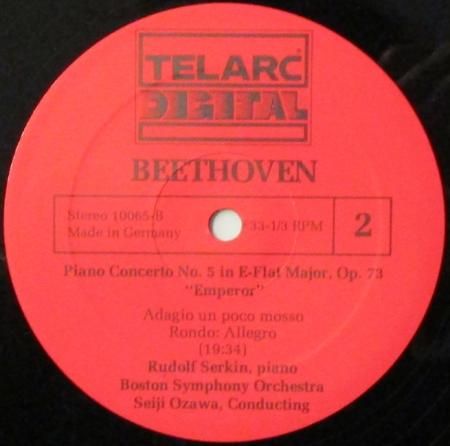 TELARC
DIGITAL
BEETHOVEN
Stereo 10065-B
Made in Germany
33-1/3 RPM
2
Piano Concerto No. 5 in E-Flat Major, Op. 73
"Emperor"
Adagio un poco mosso
Rondo: Allegro
(19:34)
Rudolf Serkin, piano
Boston Symphony Orchestra
Seiji Ozawa, Conducting